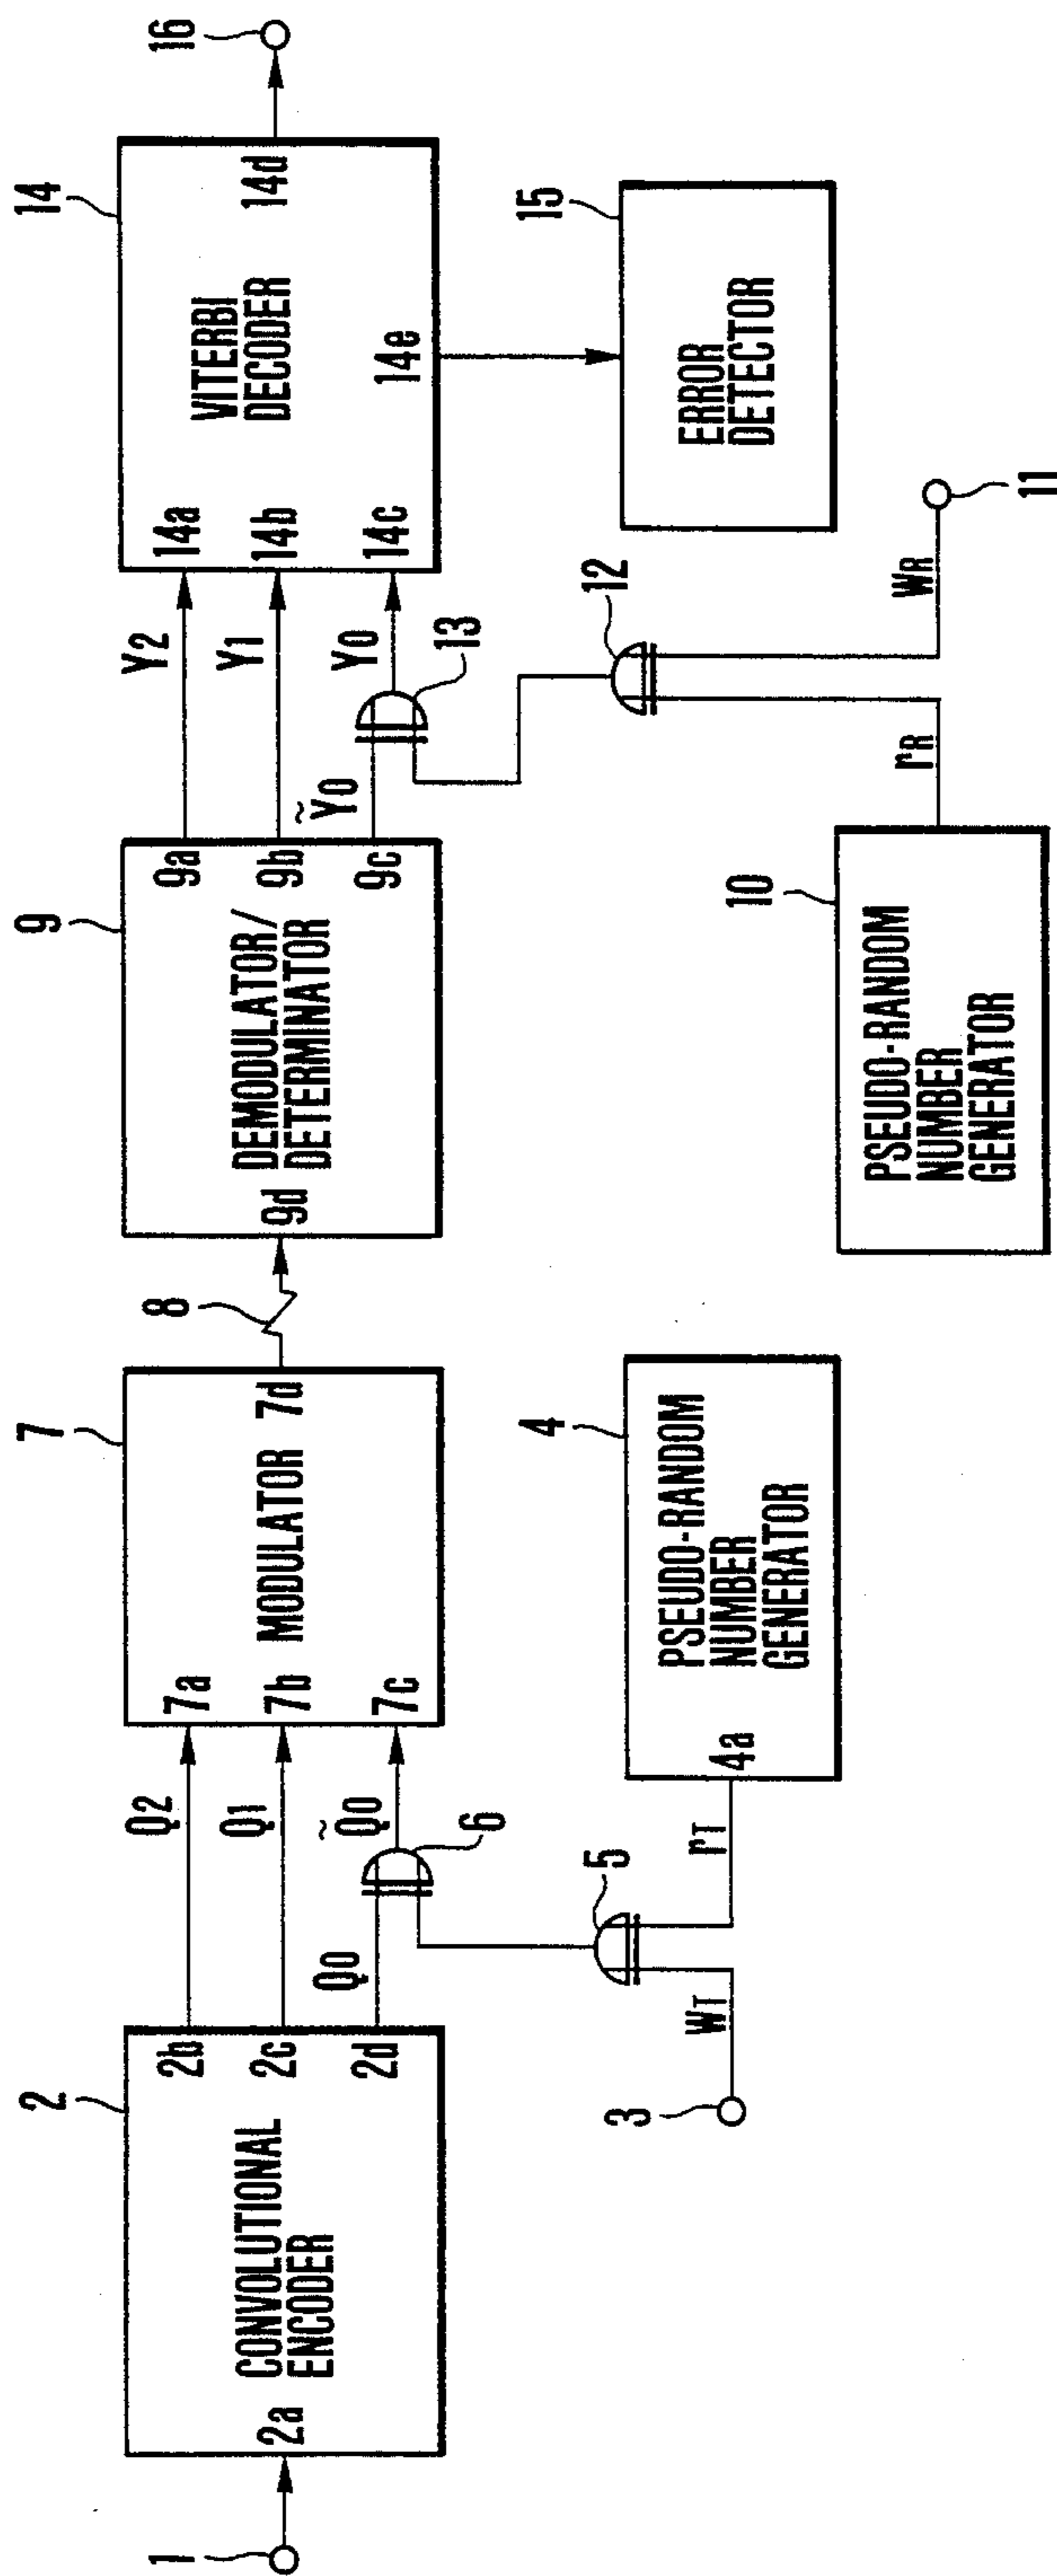 1
2
2a
CONVOLUTIONAL
ENCODER
2b
2c
2d
Q2
Q1
Q0
Q̃0
6
3
WT
5
rT
4
4a
PSEUDO-RANDOM
NUMBER
GENERATOR
7
7a
7b
7c
MODULATOR
7d
8
9
9d
DEMODULATOR/
DETERMINATOR
9a
9b
9c
Y2
Y1
Ỹ0
Y0
13
12
10
PSEUDO-RANDOM
NUMBER
GENERATOR
rR
WR
11
14
14a
14b
14c
VITERBI
DECODER
14d
14e
15
ERROR
DETECTOR
16